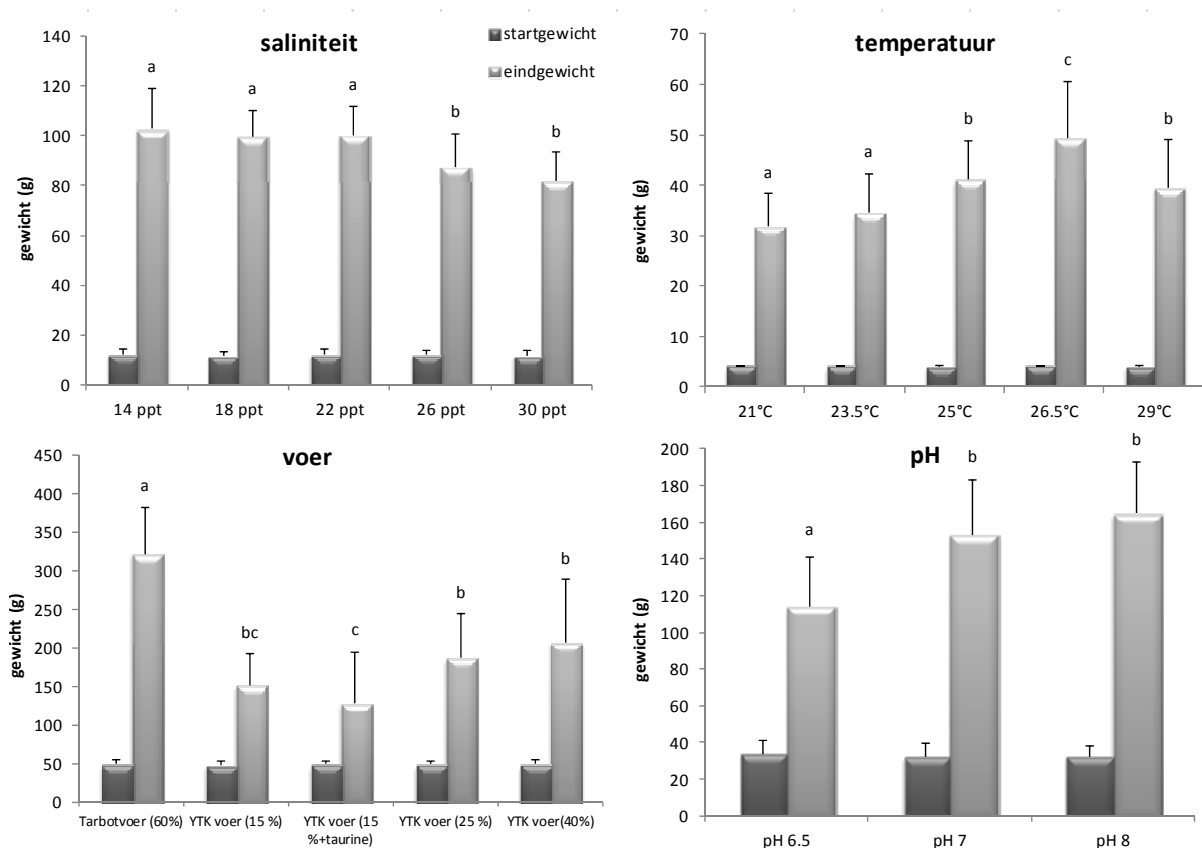 saliniteit
startgewicht
eindgewicht
gewicht (g)
140
120
100
80
60
40
20
0
a
a
a
b
b
14 ppt
18 ppt
22 ppt
26 ppt
30 ppt
temperatuur
gewicht (g)
70
60
50
40
30
20
10
0
a
a
b
c
b
21°C
23.5°C
25°C
26.5°C
29°C
voer
gewicht (g)
450
400
350
300
250
200
150
100
50
0
a
bc
c
b
b
Tarbotvoer (60%)
YTK voer (15 %)
YTK voer (15
%+taurine)
YTK voer (25 %)
YTK voer(40%)
pH
gewicht (g)
200
180
160
140
120
100
80
60
40
20
0
a
b
b
pH 6.5
pH 7
pH 8